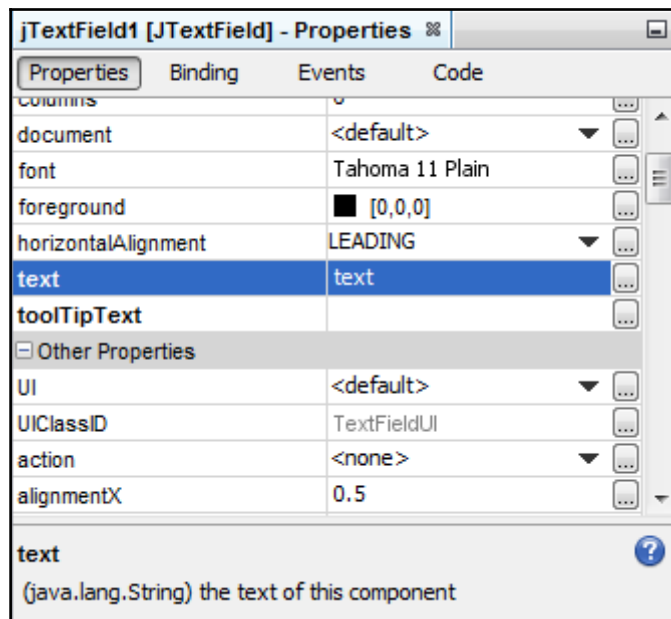 jTextField1 [JTextField] - Properties
Properties Binding Events Code
columns 0
document <default> ...
font Tahoma 11 Plain ...
foreground [0,0,0] ...
horizontalAlignment LEADING ...
text text ...
toolTipText ...
Other Properties
UI <default> ...
UIClassID TextFieldUI ...
action <none> ...
alignmentX 0.5 ...
text ?
(java.lang.String) the text of this component